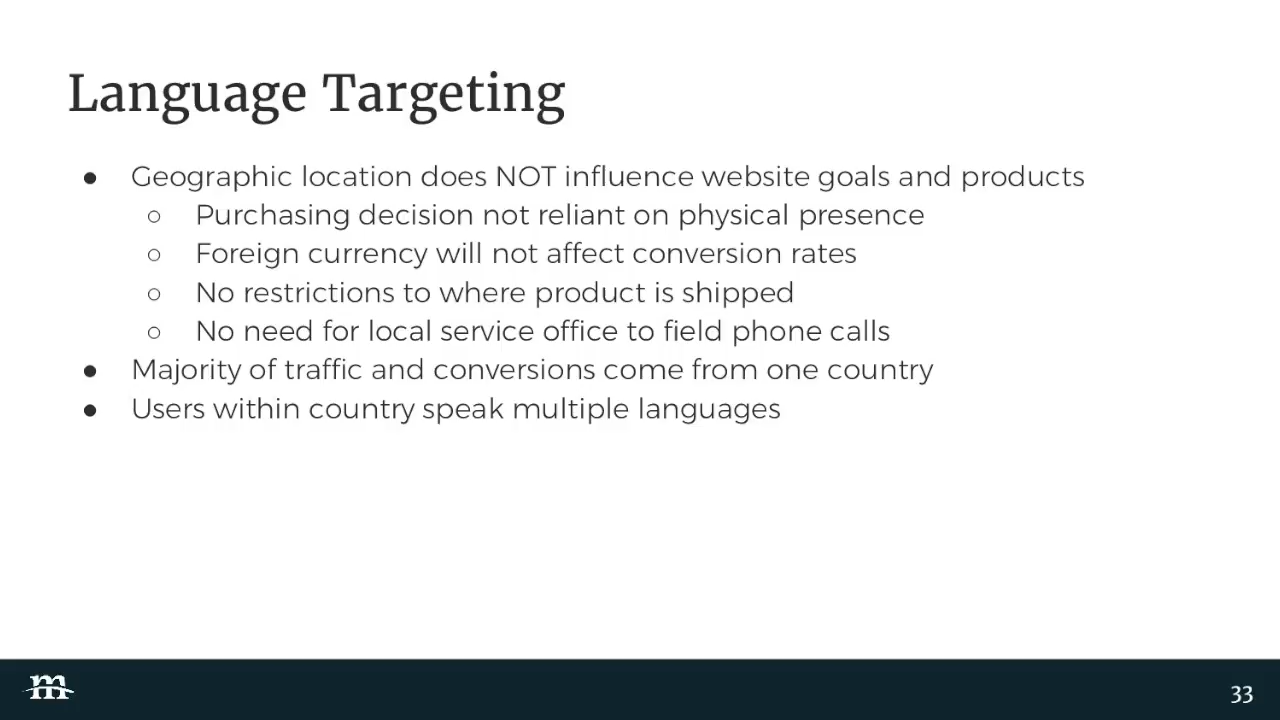 Language Targeting
● Geographic location does NOT influence website goals and products
○ Purchasing decision not reliant on physical presence
○ Foreign currency will not affect conversion rates
○ No restrictions to where product is shipped
○ No need for local service office to field phone calls
● Majority of traffic and conversions come from one country
● Users within country speak multiple languages
m
33